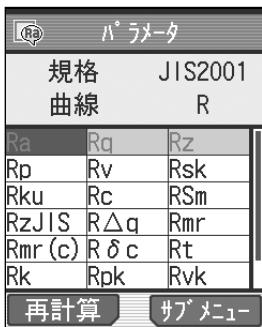 Ra パラメータ
規格 JIS2001
曲線 R
Ra Rq Rz
Rp Rv Rsk
Rku Rc RSm
RzJIS R△q Rmr
Rmr(c) Rδc Rt
Rk Rpk Rvk
再計算 サブメニュー